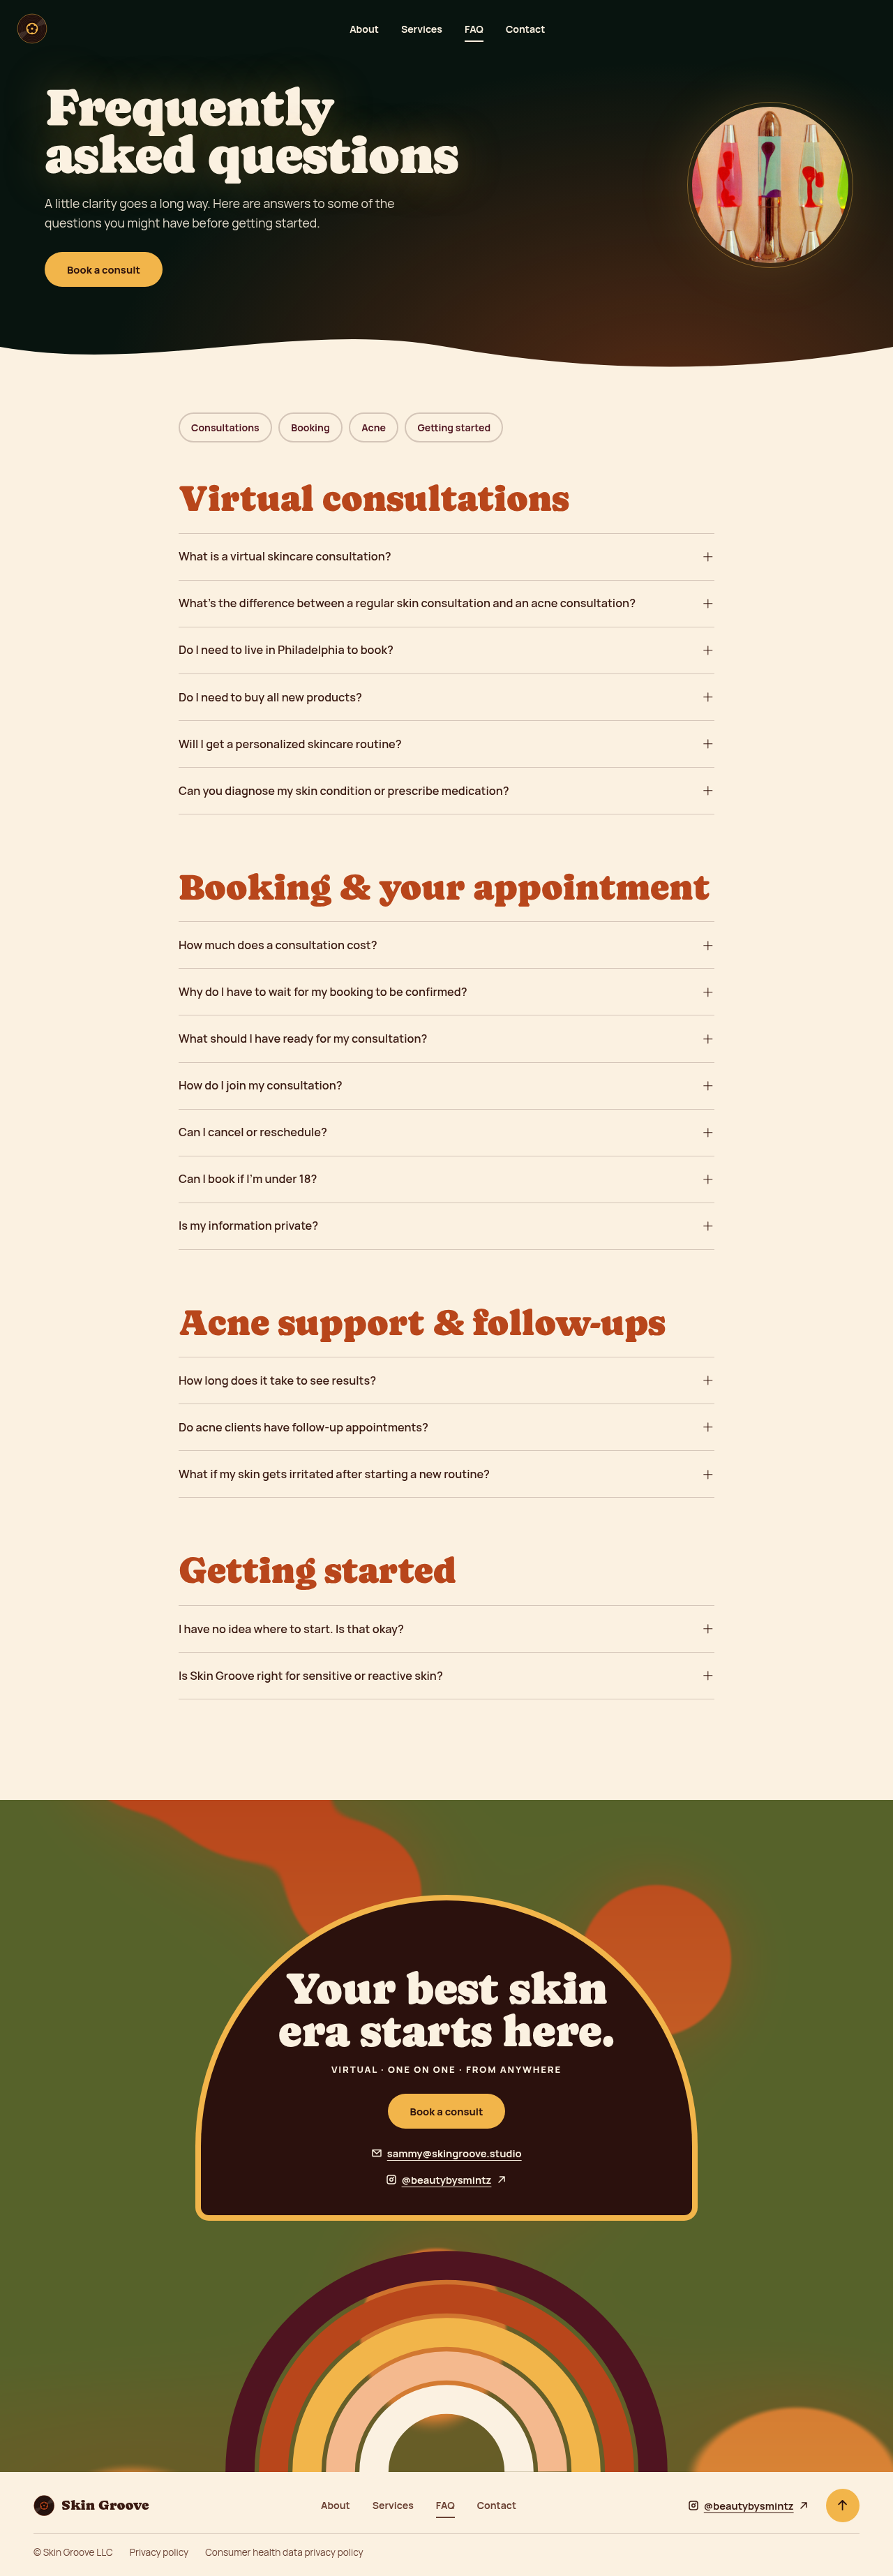 About Services FAQ Contact
Frequently
asked questions
A little clarity goes a long way. Here are answers to some of the
questions you might have before getting started.
Book a consult
Consultations Booking Acne Getting started
Virtual consultations
What is a virtual skincare consultation?
What's the difference between a regular skin consultation and an acne consultation?
Do I need to live in Philadelphia to book?
Do I need to buy all new products?
Will I get a personalized skincare routine?
Can you diagnose my skin condition or prescribe medication?
Booking & your appointment
How much does a consultation cost?
Why do I have to wait for my booking to be confirmed?
What should I have ready for my consultation?
How do I join my consultation?
Can I cancel or reschedule?
Can I book if I'm under 18?
Is my information private?
Acne support & follow-ups
How long does it take to see results?
Do acne clients have follow-up appointments?
What if my skin gets irritated after starting a new routine?
Getting started
I have no idea where to start. Is that okay?
Is Skin Groove right for sensitive or reactive skin?
Your best skin
era starts here.
VIRTUAL · ONE ON ONE · FROM ANYWHERE
Book a consult
sammy@skingroove.studio
@beautybysmintz
Skin Groove About Services FAQ Contact @beautybysmintz
© Skin Groove LLC Privacy policy Consumer health data privacy policy